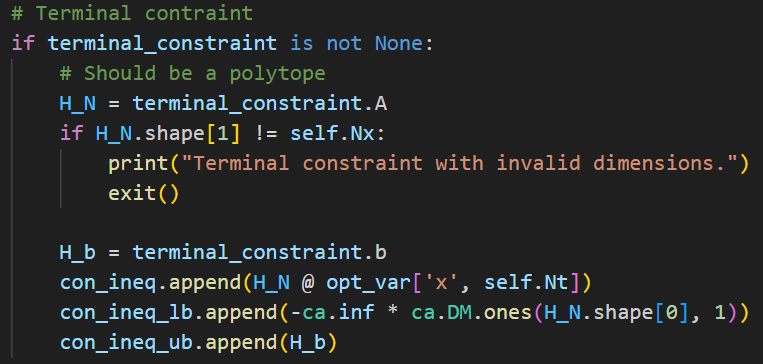 # Terminal contraint
if terminal_constraint is not None:
    # Should be a polytope
    H_N = terminal_constraint.A
    if H_N.shape[1] != self.Nx:
        print("Terminal constraint with invalid dimensions.")
        exit()

    H_b = terminal_constraint.b
    con_ineq.append(H_N @ opt_var['x', self.Nt])
    con_ineq_lb.append(-ca.inf * ca.DM.ones(H_N.shape[0], 1))
    con_ineq_ub.append(H_b)